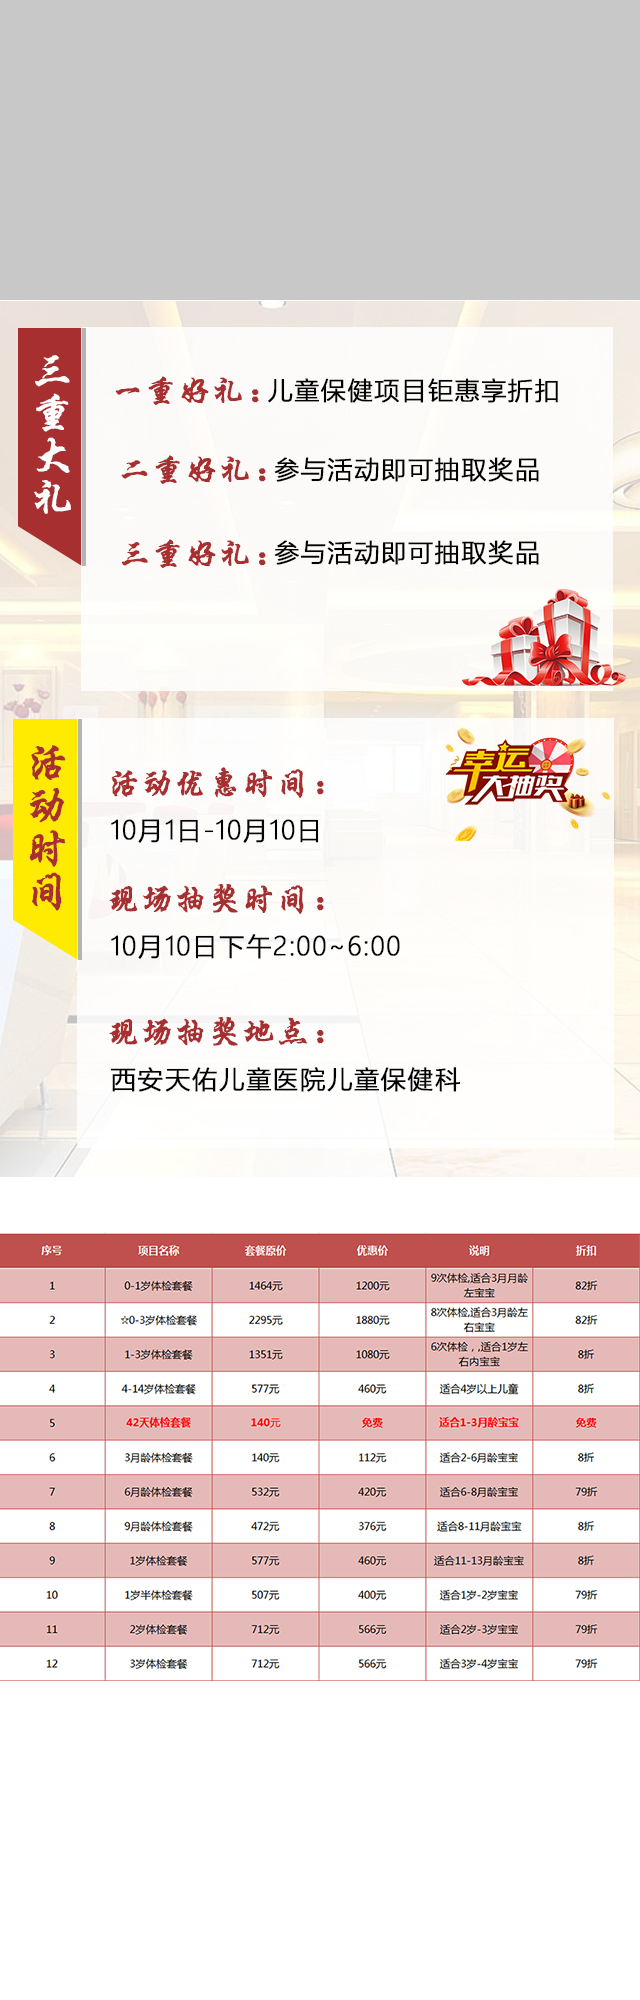 三重大礼
一重好礼：儿童保健项目钜惠享折扣
二重好礼：参与活动即可抽取奖品
三重好礼：参与活动即可抽取奖品
活动时间
幸运
大抽奖
活动优惠时间：
10月1日-10月10日
现场抽奖时间：
10月10日下午2:00~6:00
现场抽奖地点：
西安天佑儿童医院儿童保健科
序号 项目名称 套餐原价 优惠价 说明 折扣
1 0-1岁体检套餐 1464元 1200元 9次体检,适合3月月龄左宝宝 82折
2 ☆0-3岁体检套餐 2295元 1880元 8次体检,适合3月龄左右宝宝 82折
3 1-3岁体检套餐 1351元 1080元 6次体检，,适合1岁左右内宝宝 8折
4 4-14岁体检套餐 577元 460元 适合4岁以上儿童 8折
5 42天体检套餐 140元 免费 适合1-3月龄宝宝 免费
6 3月龄体检套餐 140元 112元 适合2-6月龄宝宝 8折
7 6月龄体检套餐 532元 420元 适合6-8月龄宝宝 79折
8 9月龄体检套餐 472元 376元 适合8-11月龄宝宝 8折
9 1岁体检套餐 577元 460元 适合11-13月龄宝宝 8折
10 1岁半体检套餐 507元 400元 适合1岁-2岁宝宝 79折
11 2岁体检套餐 712元 566元 适合2岁-3岁宝宝 79折
12 3岁体检套餐 712元 566元 适合3岁-4岁宝宝 79折